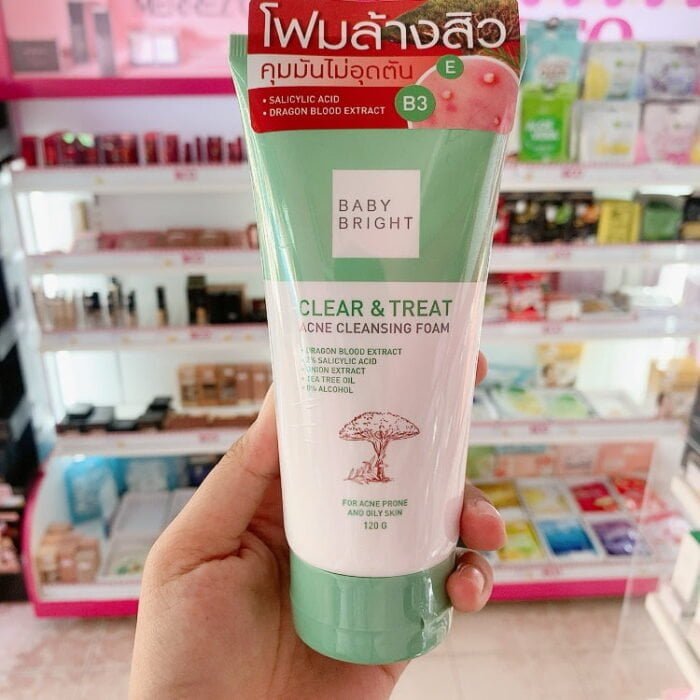 โฟมล้างสิว
คุมมันไม่อุดตัน
E
• SALICYLIC ACID
B3
• DRAGON BLOOD EXTRACT
BABY
BRIGHT
CLEAR & TREAT
ACNE CLEANSING FOAM
• DRAGON BLOOD EXTRACT
SALICYLIC ACID
• ONION EXTRACT
• TEA TREE OIL
ALCOHOL
FOR ACNE PRONE
AND OILY SKIN
120 G